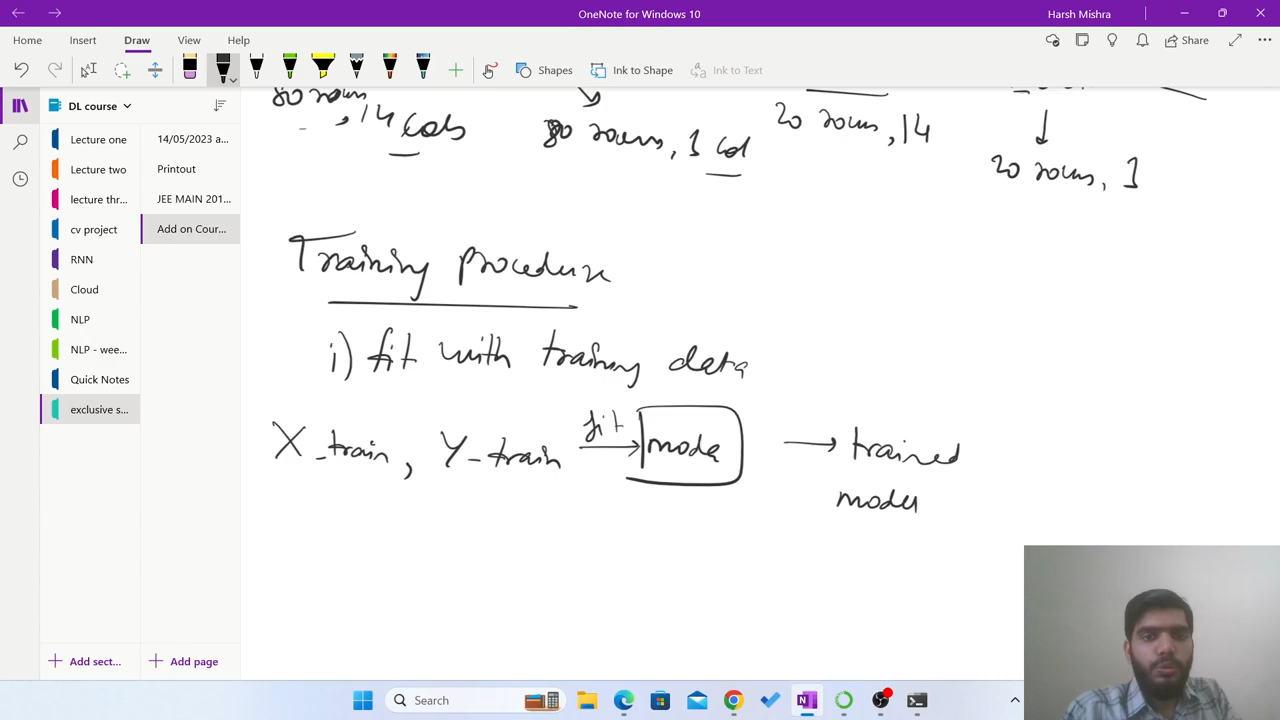 OneNote for Windows 10
Harsh Mishra
Home Insert Draw View Help
Share
Shapes Ink to Shape Ink to Text
DL course
Lecture one
Lecture two
lecture thr...
cv project
RNN
Cloud
NLP
NLP - wee...
Quick Notes
exclusive s...
Add sect...
14/05/2023 a...
Printout
JEE MAIN 201...
Add on Cour...
Add page
80 rows, 14 cols
80 rows, 1 col
20 rows, 14
20 rows, 1
Training procedure
i) fit with training data
X_train, Y_train fit model → trained
model
Search